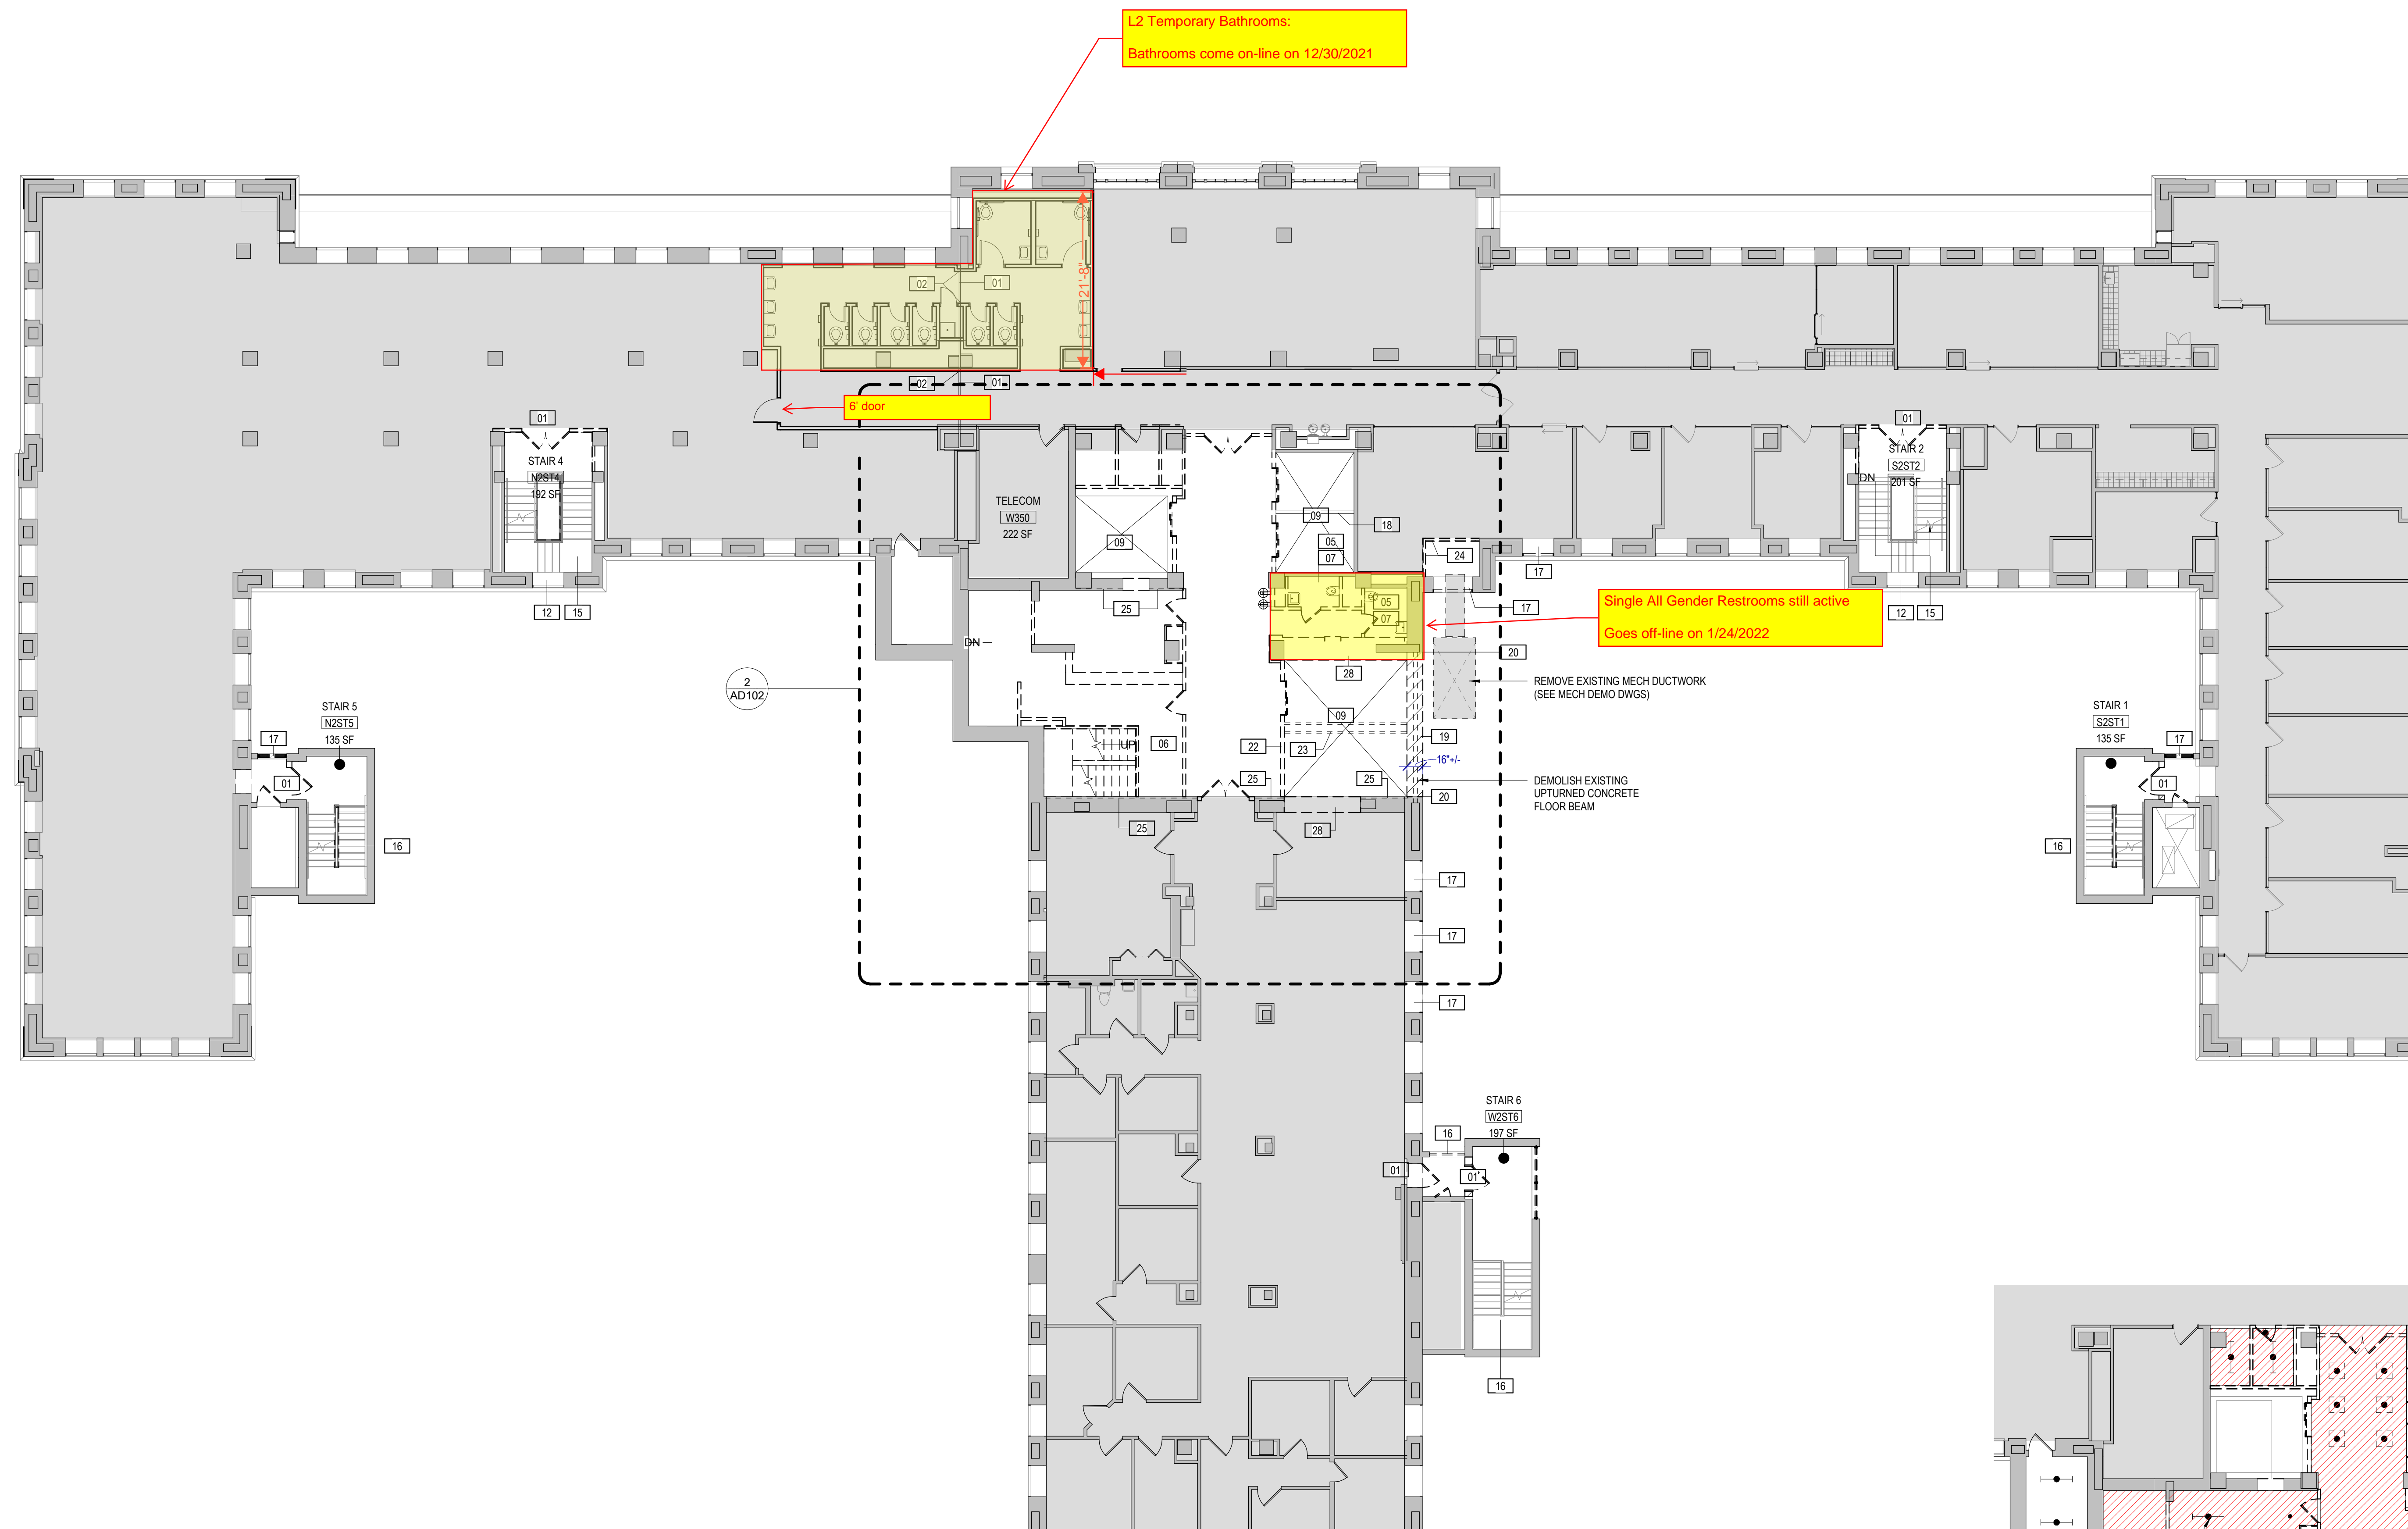 L2 Temporary Bathrooms:
Bathrooms come on-line on 12/30/2021
21'-8"
02
01
02
01
6' door
01
STAIR 4
N2ST4
192 SF
12
15
TELECOM
W350
222 SF
09
09
18
05
07
24
17
25
05
07
17
Single All Gender Restrooms still active
Goes off-line on 1/24/2022
01
STAIR 2
S2ST2
DN
201 SF
12
15
DN
28
20
2
AD102
REMOVE EXISTING MECH DUCTWORK
(SEE MECH DEMO DWGS)
UP
06
09
22
23
19
16"+/-
25
25
20
DEMOLISH EXISTING
UPTURNED CONCRETE
FLOOR BEAM
25
28
STAIR 5
N2ST5
135 SF
17
01
16
STAIR 1
S2ST1
135 SF
17
01
16
17
17
17
STAIR 6
W2ST6
197 SF
16
01
01
16